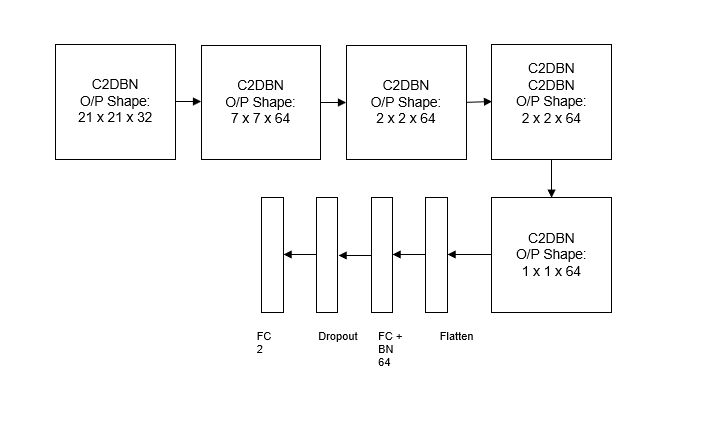 C2DBN
O/P Shape:
21 x 21 x 32
C2DBN
O/P Shape:
7 x 7 x 64
C2DBN
O/P Shape:
2 x 2 x 64
C2DBN
C2DBN
O/P Shape:
2 x 2 x 64
C2DBN
O/P Shape:
1 x 1 x 64
FC
2
Dropout
FC +
BN
64
Flatten